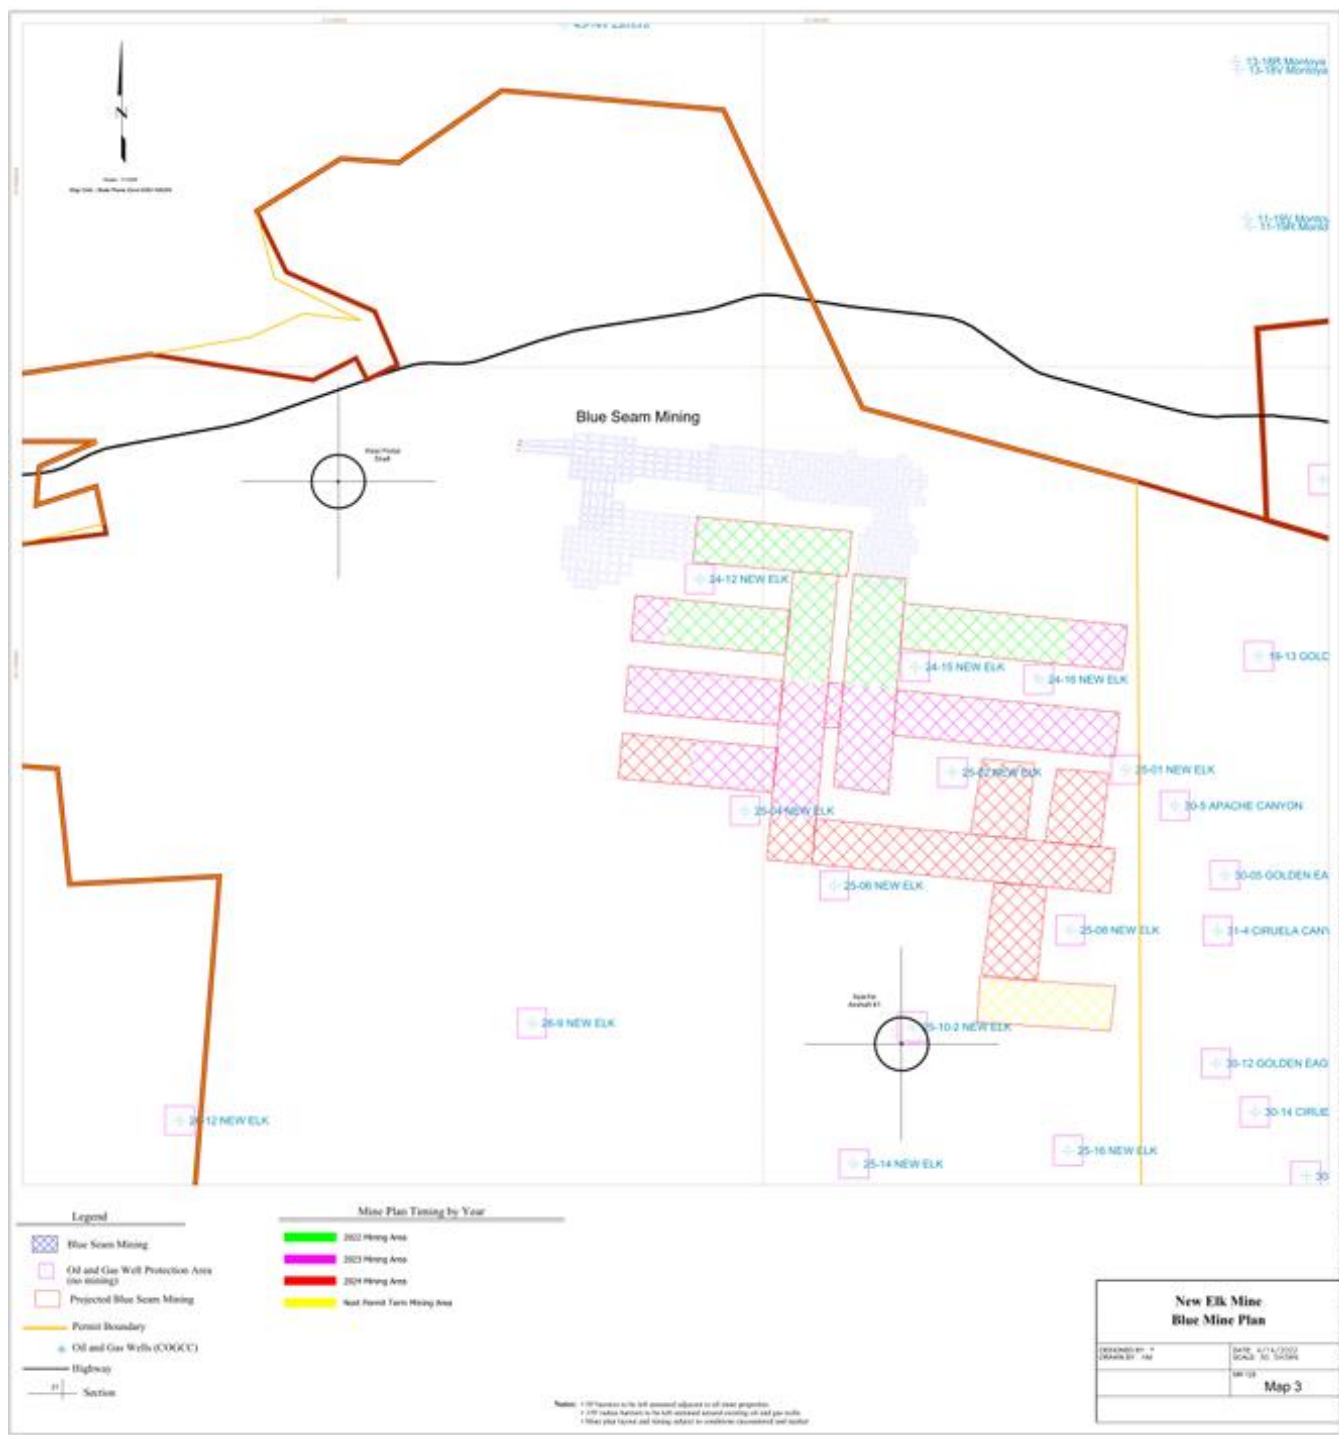 13-18R Montoya
13-18V Montoya
N
11-19V Monto
Blue Seam Mining
24-12 NEW ELK
24-15 NEW ELK
24-16 NEW ELK
19-13 GOLD
25-02 NEW ELK
25-01 NEW ELK
30-5 APACHE CANYON
25-04 NEW ELK
30-05 GOLDEN EA
25-06 NEW ELK
25-08 NEW ELK
31-4 CIRUELA CANY
26-9 NEW ELK
25-10-2 NEW ELK
30-12 GOLDEN EAG
30-14 CIRUE
26-12 NEW ELK
25-14 NEW ELK
25-16 NEW ELK
30
Legend
Blue Seam Mining
Oil and Gas Well Protection Area
(no mining)
Projected Blue Seam Mining
Permit Boundary
Oil and Gas Wells (COGCC)
Highway
Section
Mine Plan Timing by Year
2022 Mining Area
2023 Mining Area
2024 Mining Area
Next Permit Term Mining Area
New Elk Mine
Blue Mine Plan
Map 3